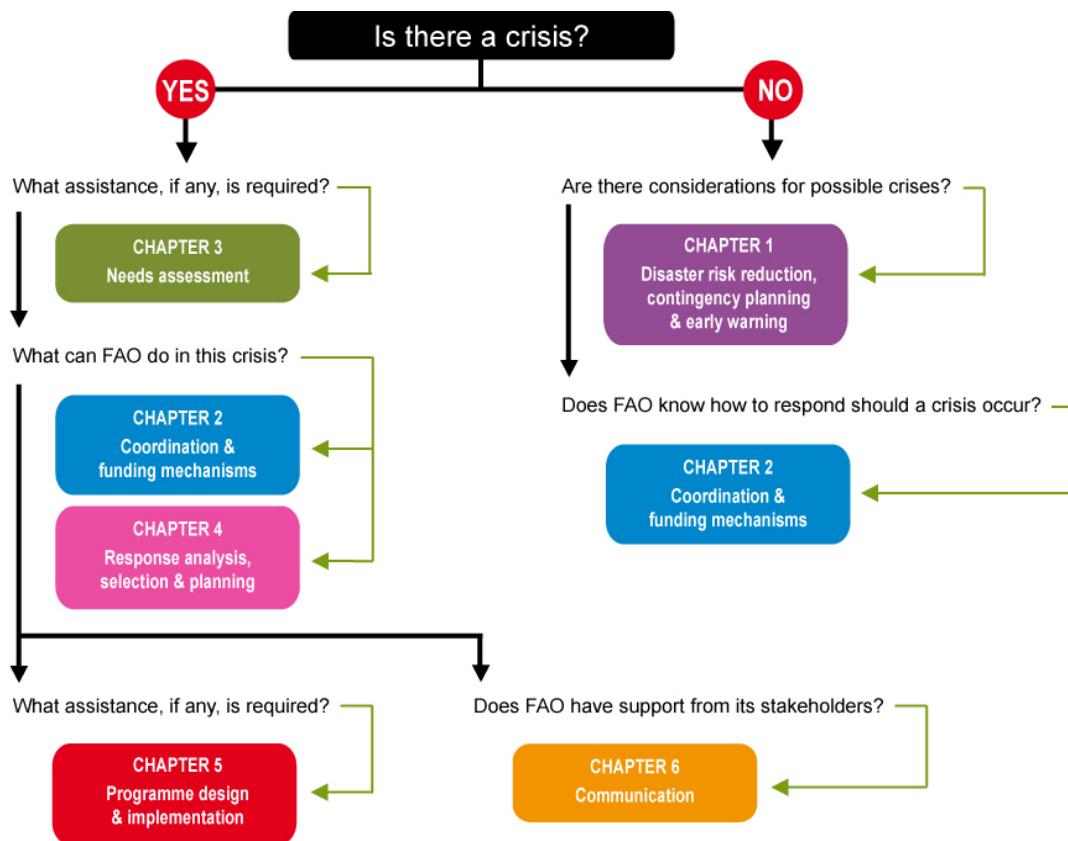 Is there a crisis?
YES
NO
What assistance, if any, is required?
CHAPTER 3
Needs assessment
Are there considerations for possible crises?
CHAPTER 1
Disaster risk reduction,
contingency planning
& early warning
What can FAO do in this crisis?
CHAPTER 2
Coordination &
funding mechanisms
CHAPTER 4
Response analysis,
selection & planning
Does FAO know how to respond should a crisis occur?
CHAPTER 2
Coordination &
funding mechanisms
What assistance, if any, is required?
CHAPTER 5
Programme design
& implementation
Does FAO have support from its stakeholders?
CHAPTER 6
Communication